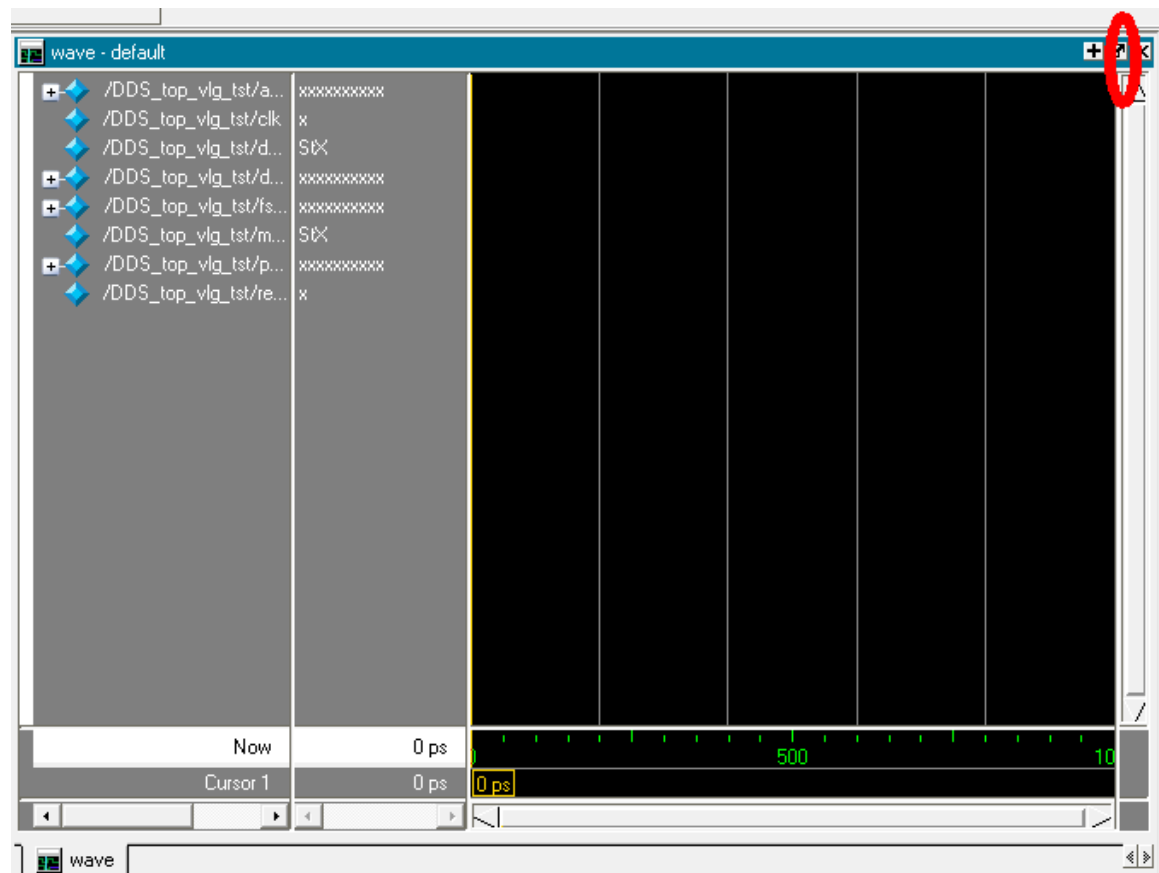 wave - default
/DDS_top_vlg_tst/a... xxxxxxxxxx
/DDS_top_vlg_tst/clk x
/DDS_top_vlg_tst/d... StX
/DDS_top_vlg_tst/d... xxxxxxxxxx
/DDS_top_vlg_tst/fs... xxxxxxxxxx
/DDS_top_vlg_tst/m... StX
/DDS_top_vlg_tst/p... xxxxxxxxxx
/DDS_top_vlg_tst/re... x
Now 0 ps 500 10
Cursor 1 0 ps 0 ps
wave